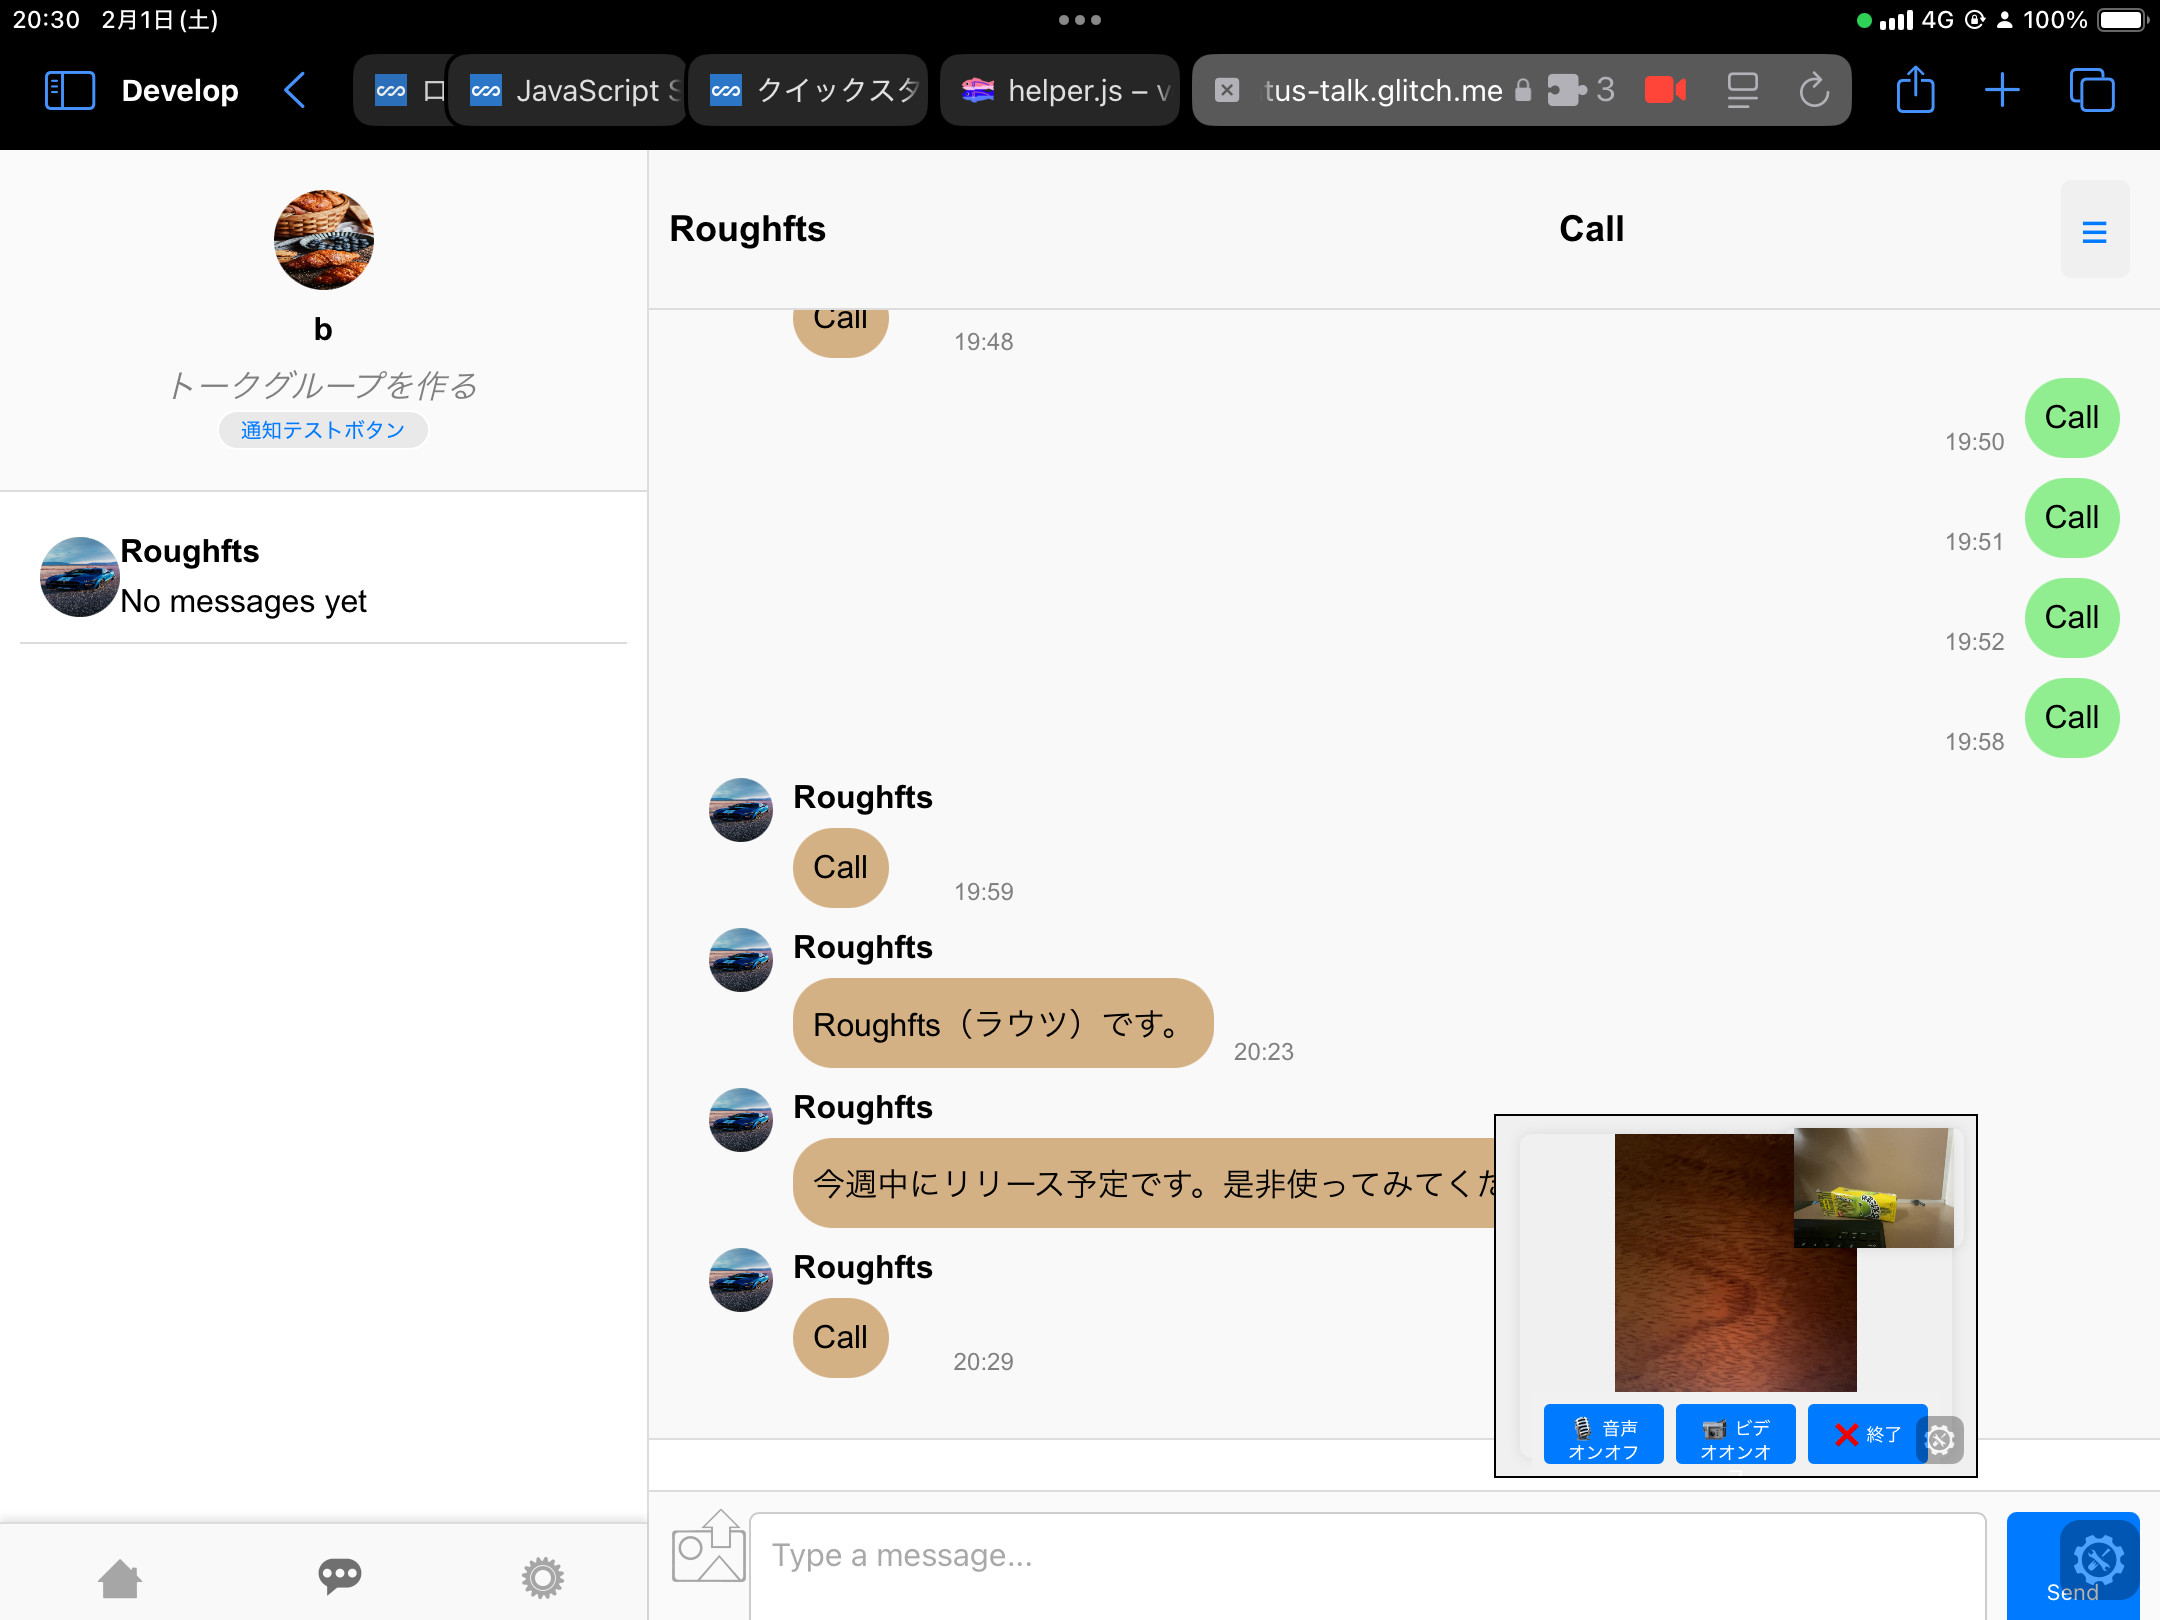 20:30 2月1日(土)
4G 100%
Develop
ロ
JavaScript S
クイックスタ
helper.js – v
tus-talk.glitch.me
3
b
トークグループを作る
通知テストボタン
Roughfts
No messages yet
Roughfts
Call
Call
19:48
Call
19:50
Call
19:51
Call
19:52
Call
19:58
Roughfts
Call
19:59
Roughfts
Roughfts（ラウツ）です。
20:23
Roughfts
今週中にリリース予定です。是非使ってみてくだ
Roughfts
Call
20:29
音声
オンオフ
ビデ
オオンオ
終了
Type a message...
Send